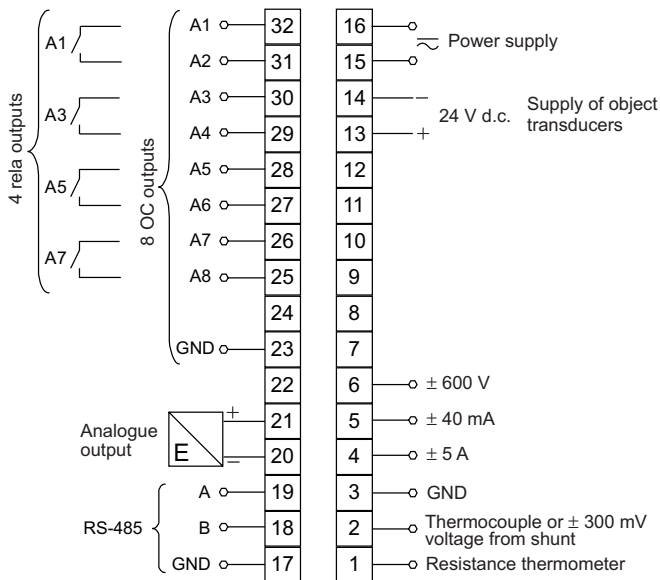 4 rela outputs
A1
A3
A5
A7
8 OC outputs
A1 32
A2 31
A3 30
A4 29
A5 28
A6 27
A7 26
A8 25
24
GND 23
22
Analogue output
E
+ 21
− 20
RS-485
A 19
B 18
GND 17
16
15
Power supply
14 −
13 +
24 V d.c.
Supply of object
transducers
12
11
10
9
8
7
6 ± 600 V
5 ± 40 mA
4 ± 5 A
3 GND
2 Thermocouple or ± 300 mV
voltage from shunt
1 Resistance thermometer